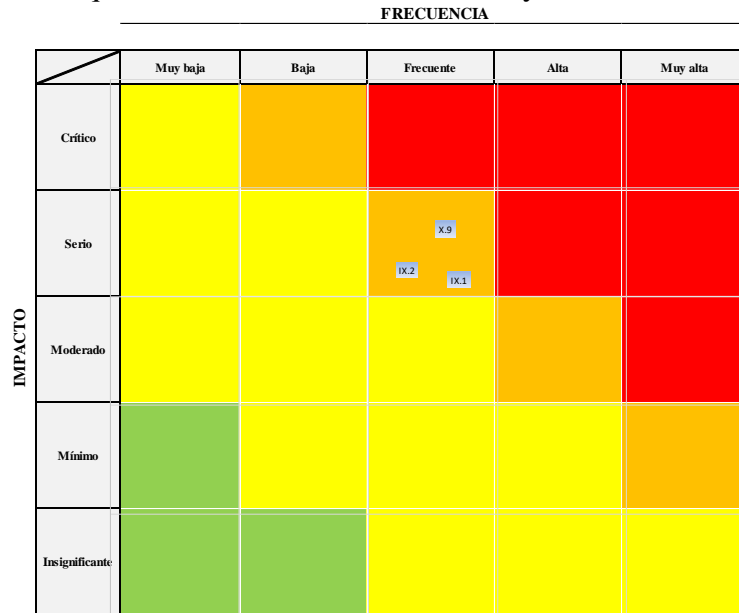 FRECUENCIA
Muy baja Baja Frecuente Alta Muy alta
Crítico
Serio
X.9
IX.2
IX.1
IMPACTO
Moderado
Mínimo
Insignificante